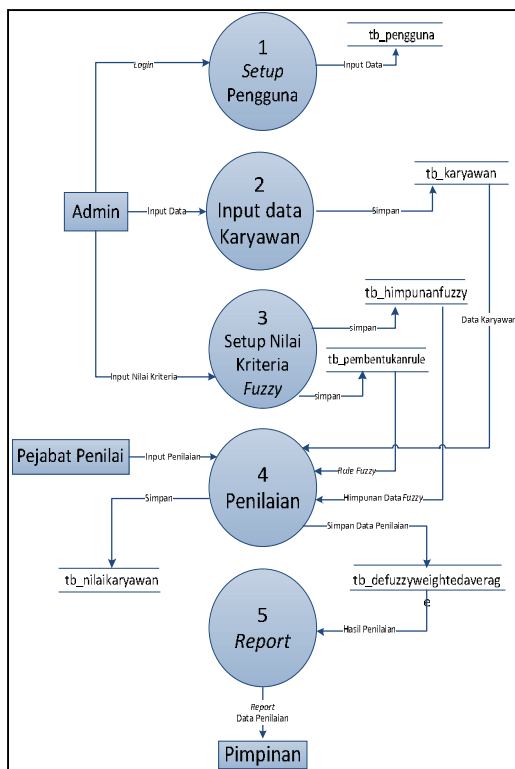 1
Setup
Pengguna
tb_pengguna
Login
Input Data
2
Input data
Karyawan
tb_karyawan
Admin
Input Data
Simpan
3
Setup Nilai
Kriteria
Fuzzy
tb_himpunanfuzzy
simpan
Data Karyawan
tb_pembentukanrule
Input Nilai Kriteria
simpan
Pejabat Penilai
Input Penilaian
4
Penilaian
Rule Fuzzy
Himpunan Data Fuzzy
Simpan
Simpan Data Penilaian
tb_nilaikaryawan
tb_defuzzyweightedaverag
e
5
Report
Hasil Penilaian
Report
Data Penilaian
Pimpinan